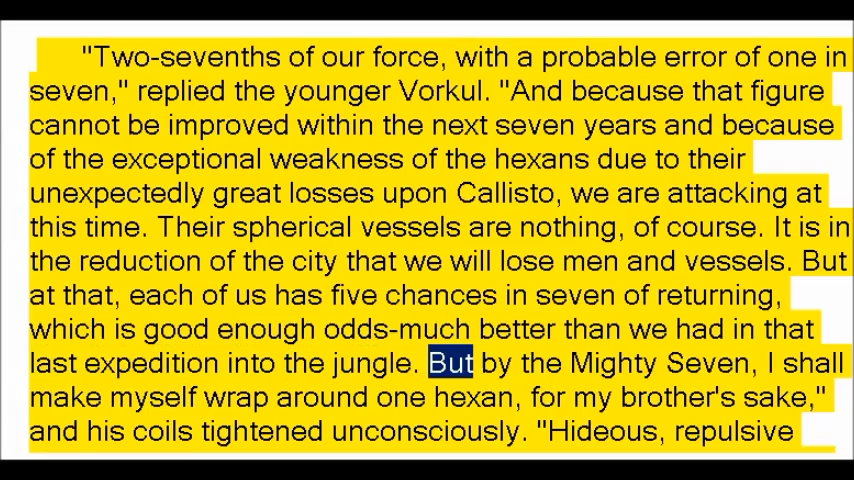 "Two-sevenths of our force, with a probable error of one in
seven," replied the younger Vorkul. "And because that figure
cannot be improved within the next seven years and because
of the exceptional weakness of the hexans due to their
unexpectedly great losses upon Callisto, we are attacking at
this time. Their spherical vessels are nothing, of course. It is in
the reduction of the city that we will lose men and vessels. But
at that, each of us has five chances in seven of returning,
which is good enough odds-much better than we had in that
last expedition into the jungle. But by the Mighty Seven, I shall
make myself wrap around one hexan, for my brother's sake,"
and his coils tightened unconsciously. "Hideous, repulsive